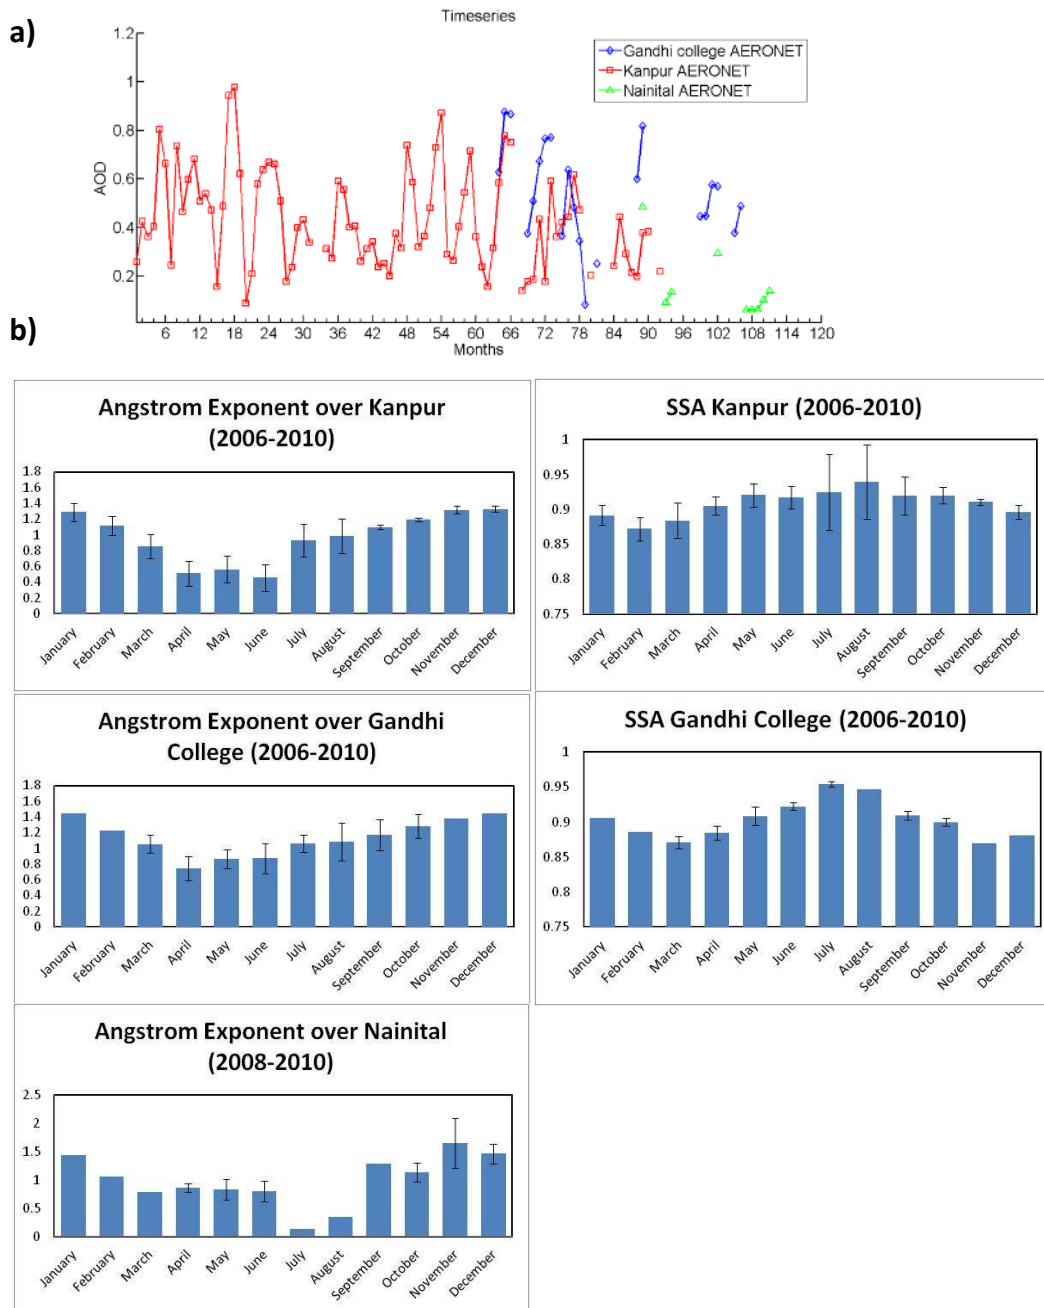 a)
Timeseries
1.2
1
0.8
0.6
0.4
0.2
AOD
Gandhi college AERONET
Kanpur AERONET
Nainital AERONET
6 12 18 24 30 36 42 48 54 60 66 72 78 84 90 96 102 108 114 120
Months
b)
Angstrom Exponent over Kanpur
(2006-2010)
1.8
1.6
1.4
1.2
1
0.8
0.6
0.4
0.2
0
January February March April May June July August September October November December
SSA Kanpur (2006-2010)
1
0.95
0.9
0.85
0.8
0.75
January February March April May June July August September October November December
Angstrom Exponent over Gandhi
College (2006-2010)
1.8
1.6
1.4
1.2
1
0.8
0.6
0.4
0.2
0
January February March April May June July August September October November December
SSA Gandhi College (2006-2010)
1
0.95
0.9
0.85
0.8
0.75
January February March April May June July August September October November December
Angstrom Exponent over Nainital
(2008-2010)
2.5
2
1.5
1
0.5
0
January February March April May June July August September October November December